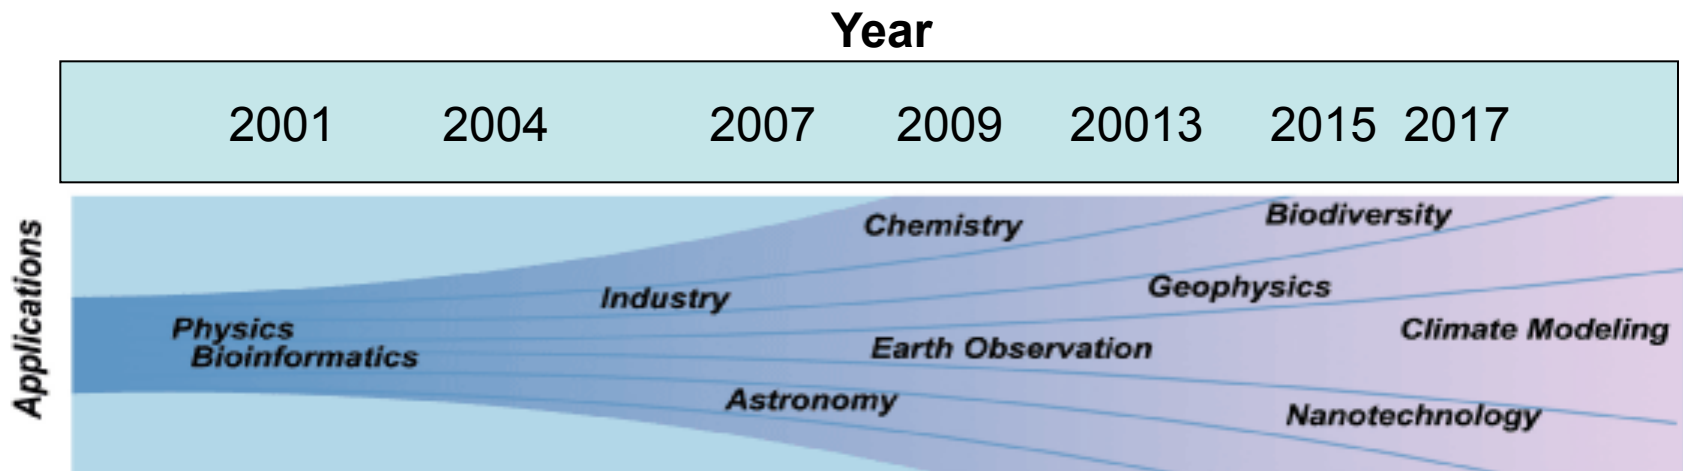 Year
2001 2004 2007 2009 20013 2015 2017
Applications
Chemistry
Biodiversity
Industry
Geophysics
Physics
Bioinformatics
Earth Observation
Climate Modeling
Astronomy
Nanotechnology